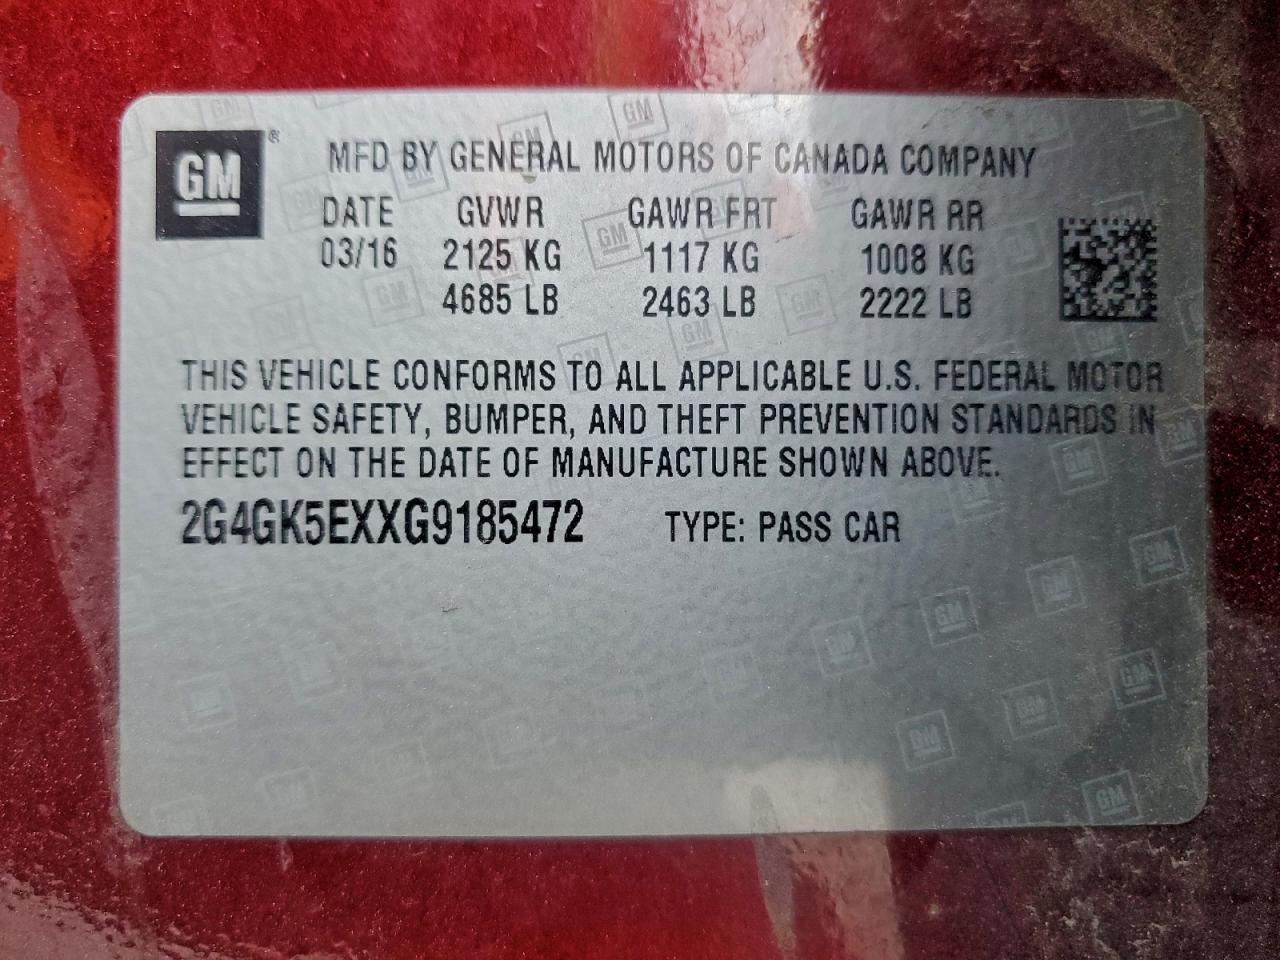 GM® MFD BY GENERAL MOTORS OF CANADA COMPANY
DATE GVWR GAWR FRT GAWR RR
03/16 2125 KG 1117 KG 1008 KG
4685 LB 2463 LB 2222 LB
THIS VEHICLE CONFORMS TO ALL APPLICABLE U.S. FEDERAL MOTOR
VEHICLE SAFETY, BUMPER, AND THEFT PREVENTION STANDARDS IN
EFFECT ON THE DATE OF MANUFACTURE SHOWN ABOVE.
2G4GK5EXXG9185472 TYPE: PASS CAR